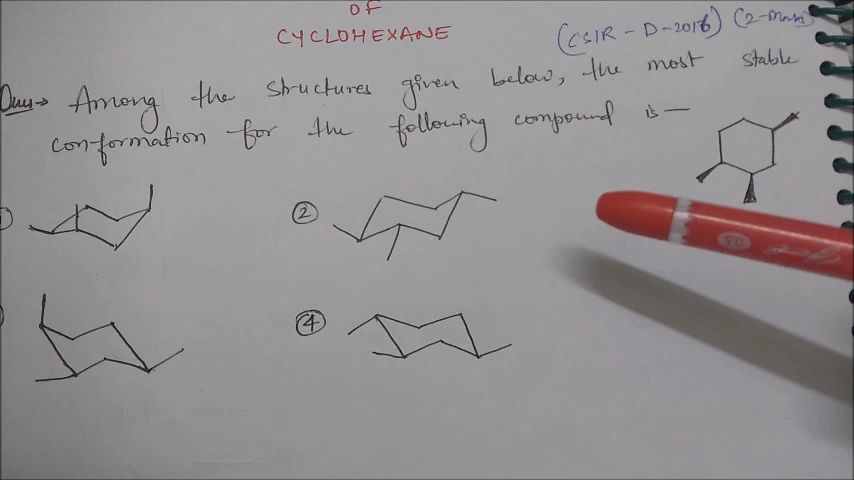 OF
CYCLOHEXANE
(CSIR - D-2016) (2-Marks)
Ques→ Among the structures given below, the most stable
conformation for the following compound is —
②
④